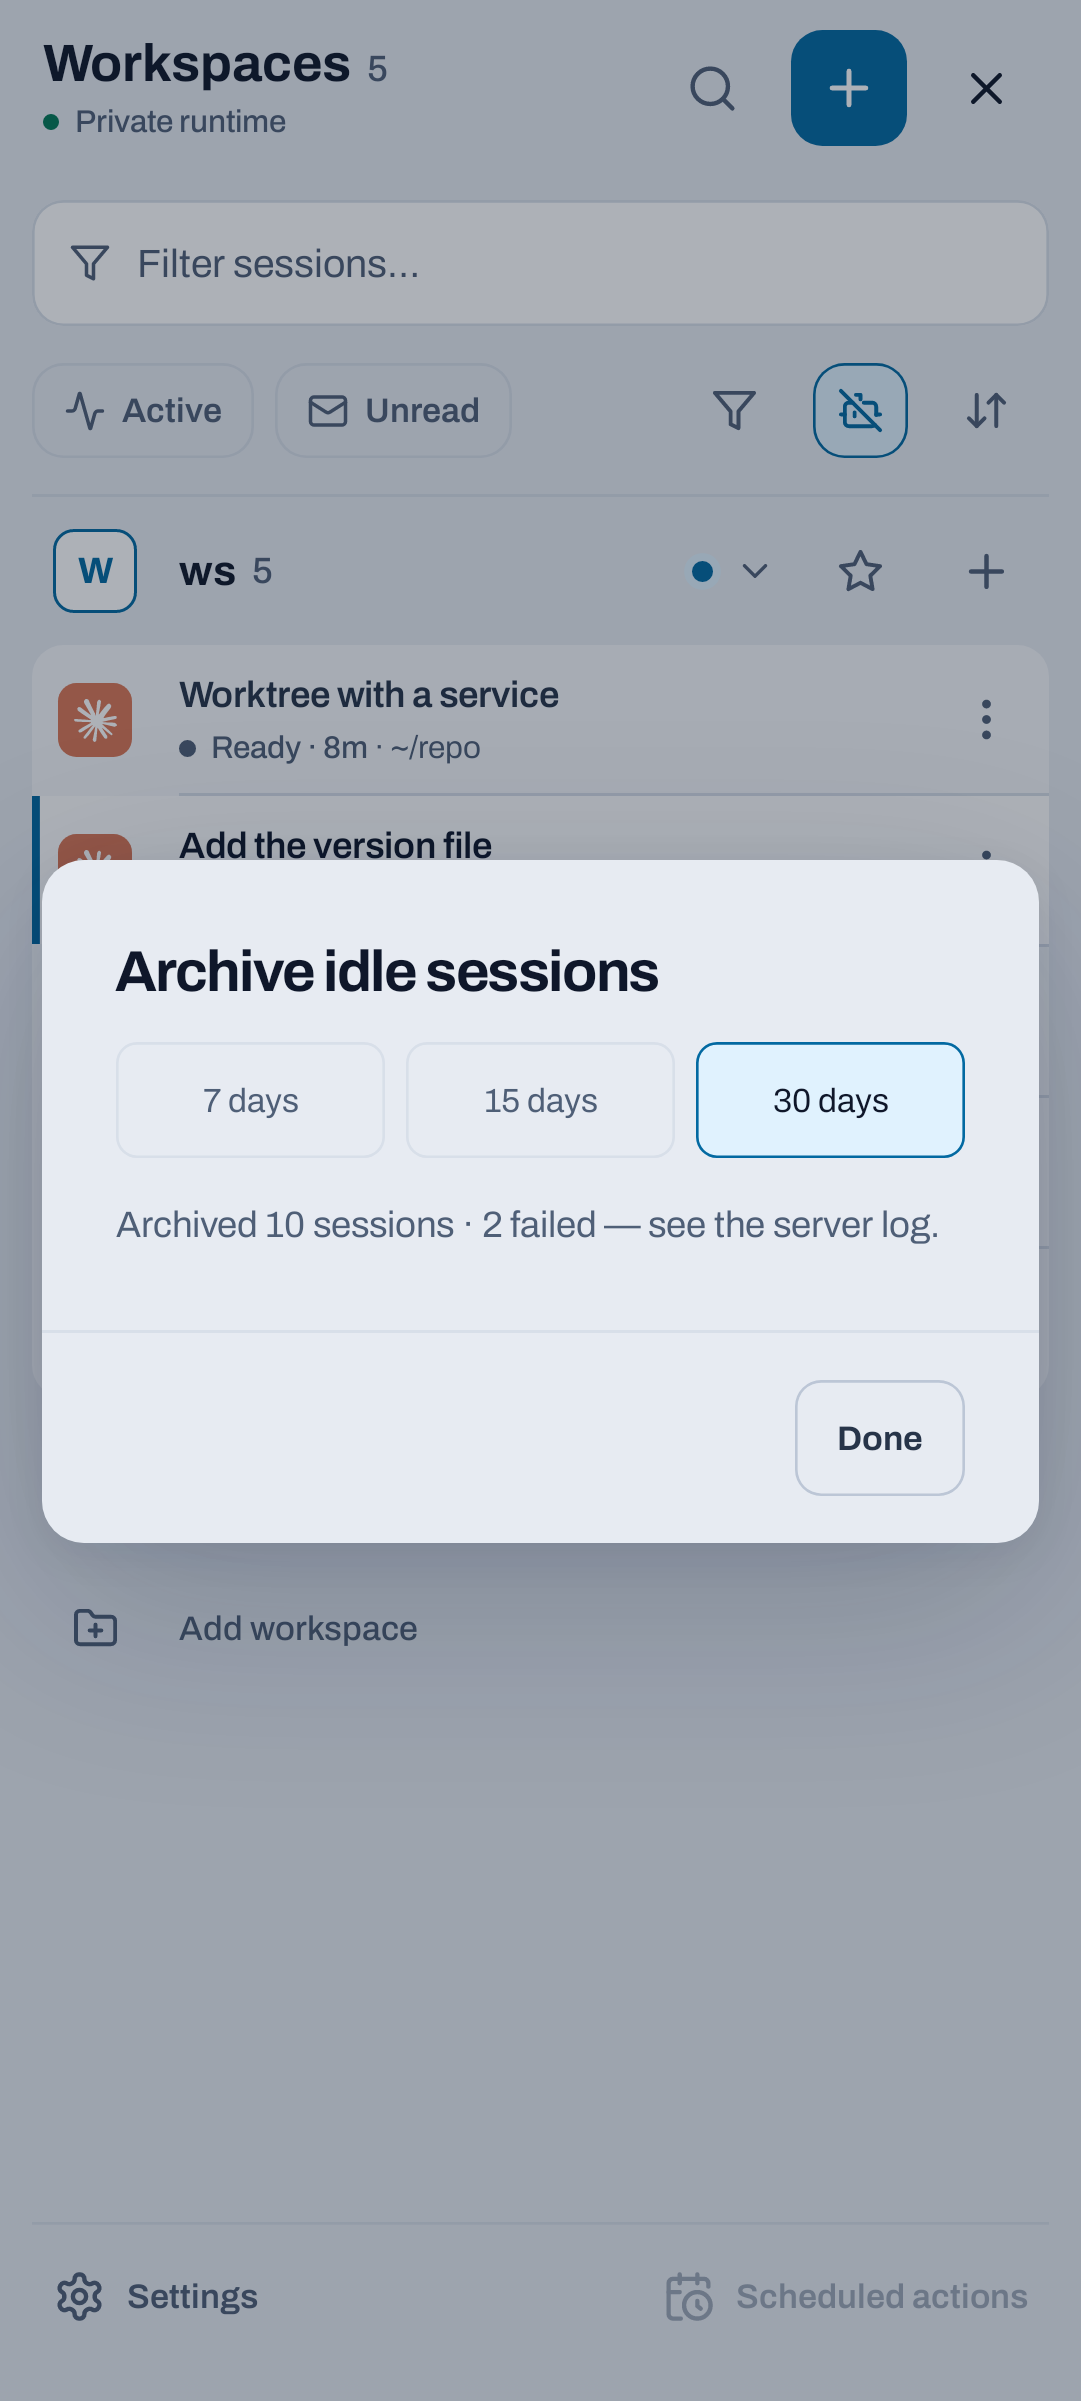 Workspaces 5
Private runtime
Filter sessions...
Active
Unread
W
ws 5
Worktree with a service
Ready · 8m · ~/repo
Add the version file
Archive idle sessions
7 days
15 days
30 days
Archived 10 sessions · 2 failed — see the server log.
Done
Add workspace
Settings
Scheduled actions